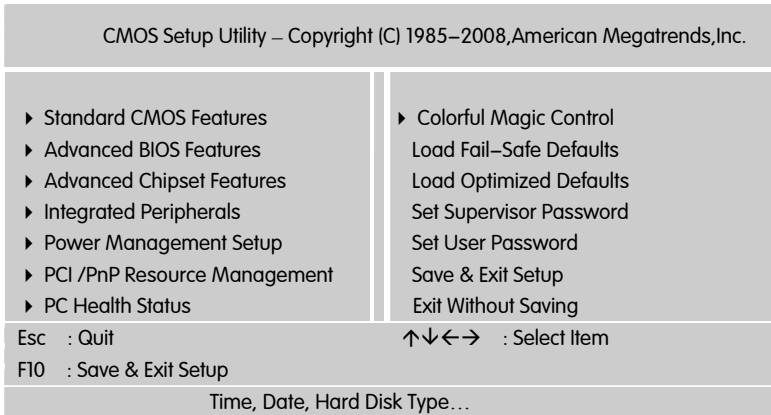 CMOS Setup Utility – Copyright (C) 1985–2008,American Megatrends,Inc.
▸ Standard CMOS Features
▸ Advanced BIOS Features
▸ Advanced Chipset Features
▸ Integrated Peripherals
▸ Power Management Setup
▸ PCI /PnP Resource Management
▸ PC Health Status
▸ Colorful Magic Control
Load Fail–Safe Defaults
Load Optimized Defaults
Set Supervisor Password
Set User Password
Save & Exit Setup
Exit Without Saving
Esc : Quit
↑↓←→ : Select Item
F10 : Save & Exit Setup
Time, Date, Hard Disk Type…